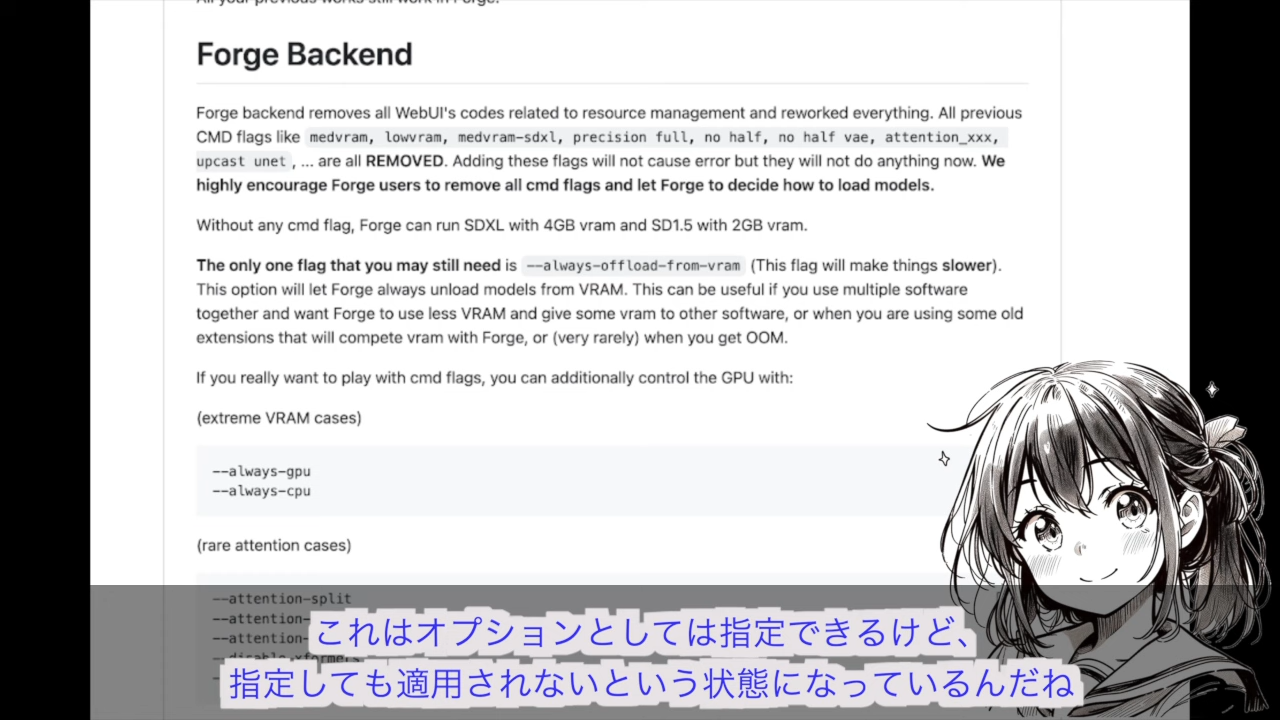 All your previous works still work in Forge.
Forge Backend
Forge backend removes all WebUI's codes related to resource management and reworked everything. All previous
CMD flags like medvram, lowvram, medvram-sdxl, precision full, no half, no half vae, attention_xxx,
upcast unet, ... are all REMOVED. Adding these flags will not cause error but they will not do anything now. We
highly encourage Forge users to remove all cmd flags and let Forge to decide how to load models.
Without any cmd flag, Forge can run SDXL with 4GB vram and SD1.5 with 2GB vram.
The only one flag that you may still need is --always-offload-from-vram (This flag will make things slower).
This option will let Forge always unload models from VRAM. This can be useful if you use multiple software
together and want Forge to use less VRAM and give some vram to other software, or when you are using some old
extensions that will compete vram with Forge, or (very rarely) when you get OOM.
If you really want to play with cmd flags, you can additionally control the GPU with:
(extreme VRAM cases)
--always-gpu
--always-cpu
(rare attention cases)
--attention-split
--attention-
--attention-
--disable-xformers
これはオプションとしては指定できるけど、
指定しても適用されないという状態になっているんだね